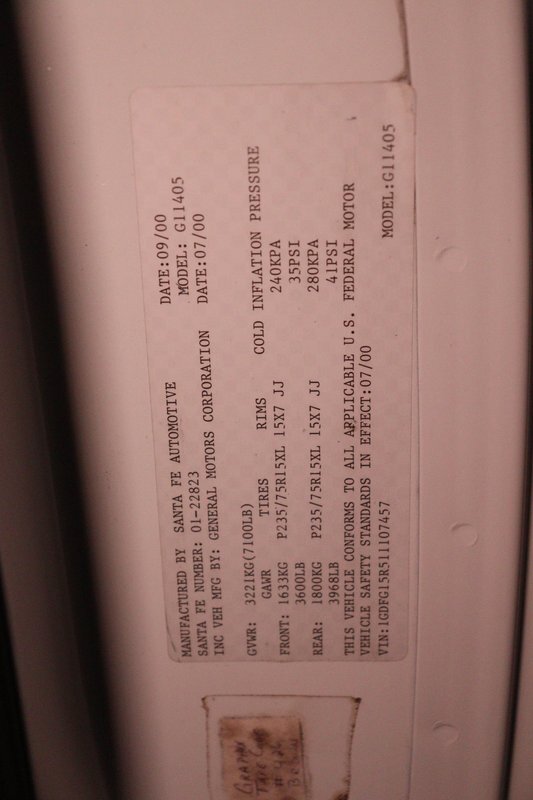 MANUFACTURED BY SANTA FE AUTOMOTIVE DATE:09/00
SANTA FE NUMBER: 01-22823 MODEL: G11405
INC VEH MFG BY: GENERAL MOTORS CORPORATION DATE:07/00
GVWR: 3221KG(7100LB)
GAWR TIRES RIMS COLD INFLATION PRESSURE
FRONT: 1633KG P235/75R15XL 15X7 JJ 240KPA
3600LB 35PSI
REAR: 1800KG P235/75R15XL 15X7 JJ 280KPA
3968LB 41PSI
THIS VEHICLE CONFORMS TO ALL APPLICABLE U.S. FEDERAL MOTOR
VEHICLE SAFETY STANDARDS IN EFFECT:07/00
VIN:1GDFG15R511107457 MODEL:G11405